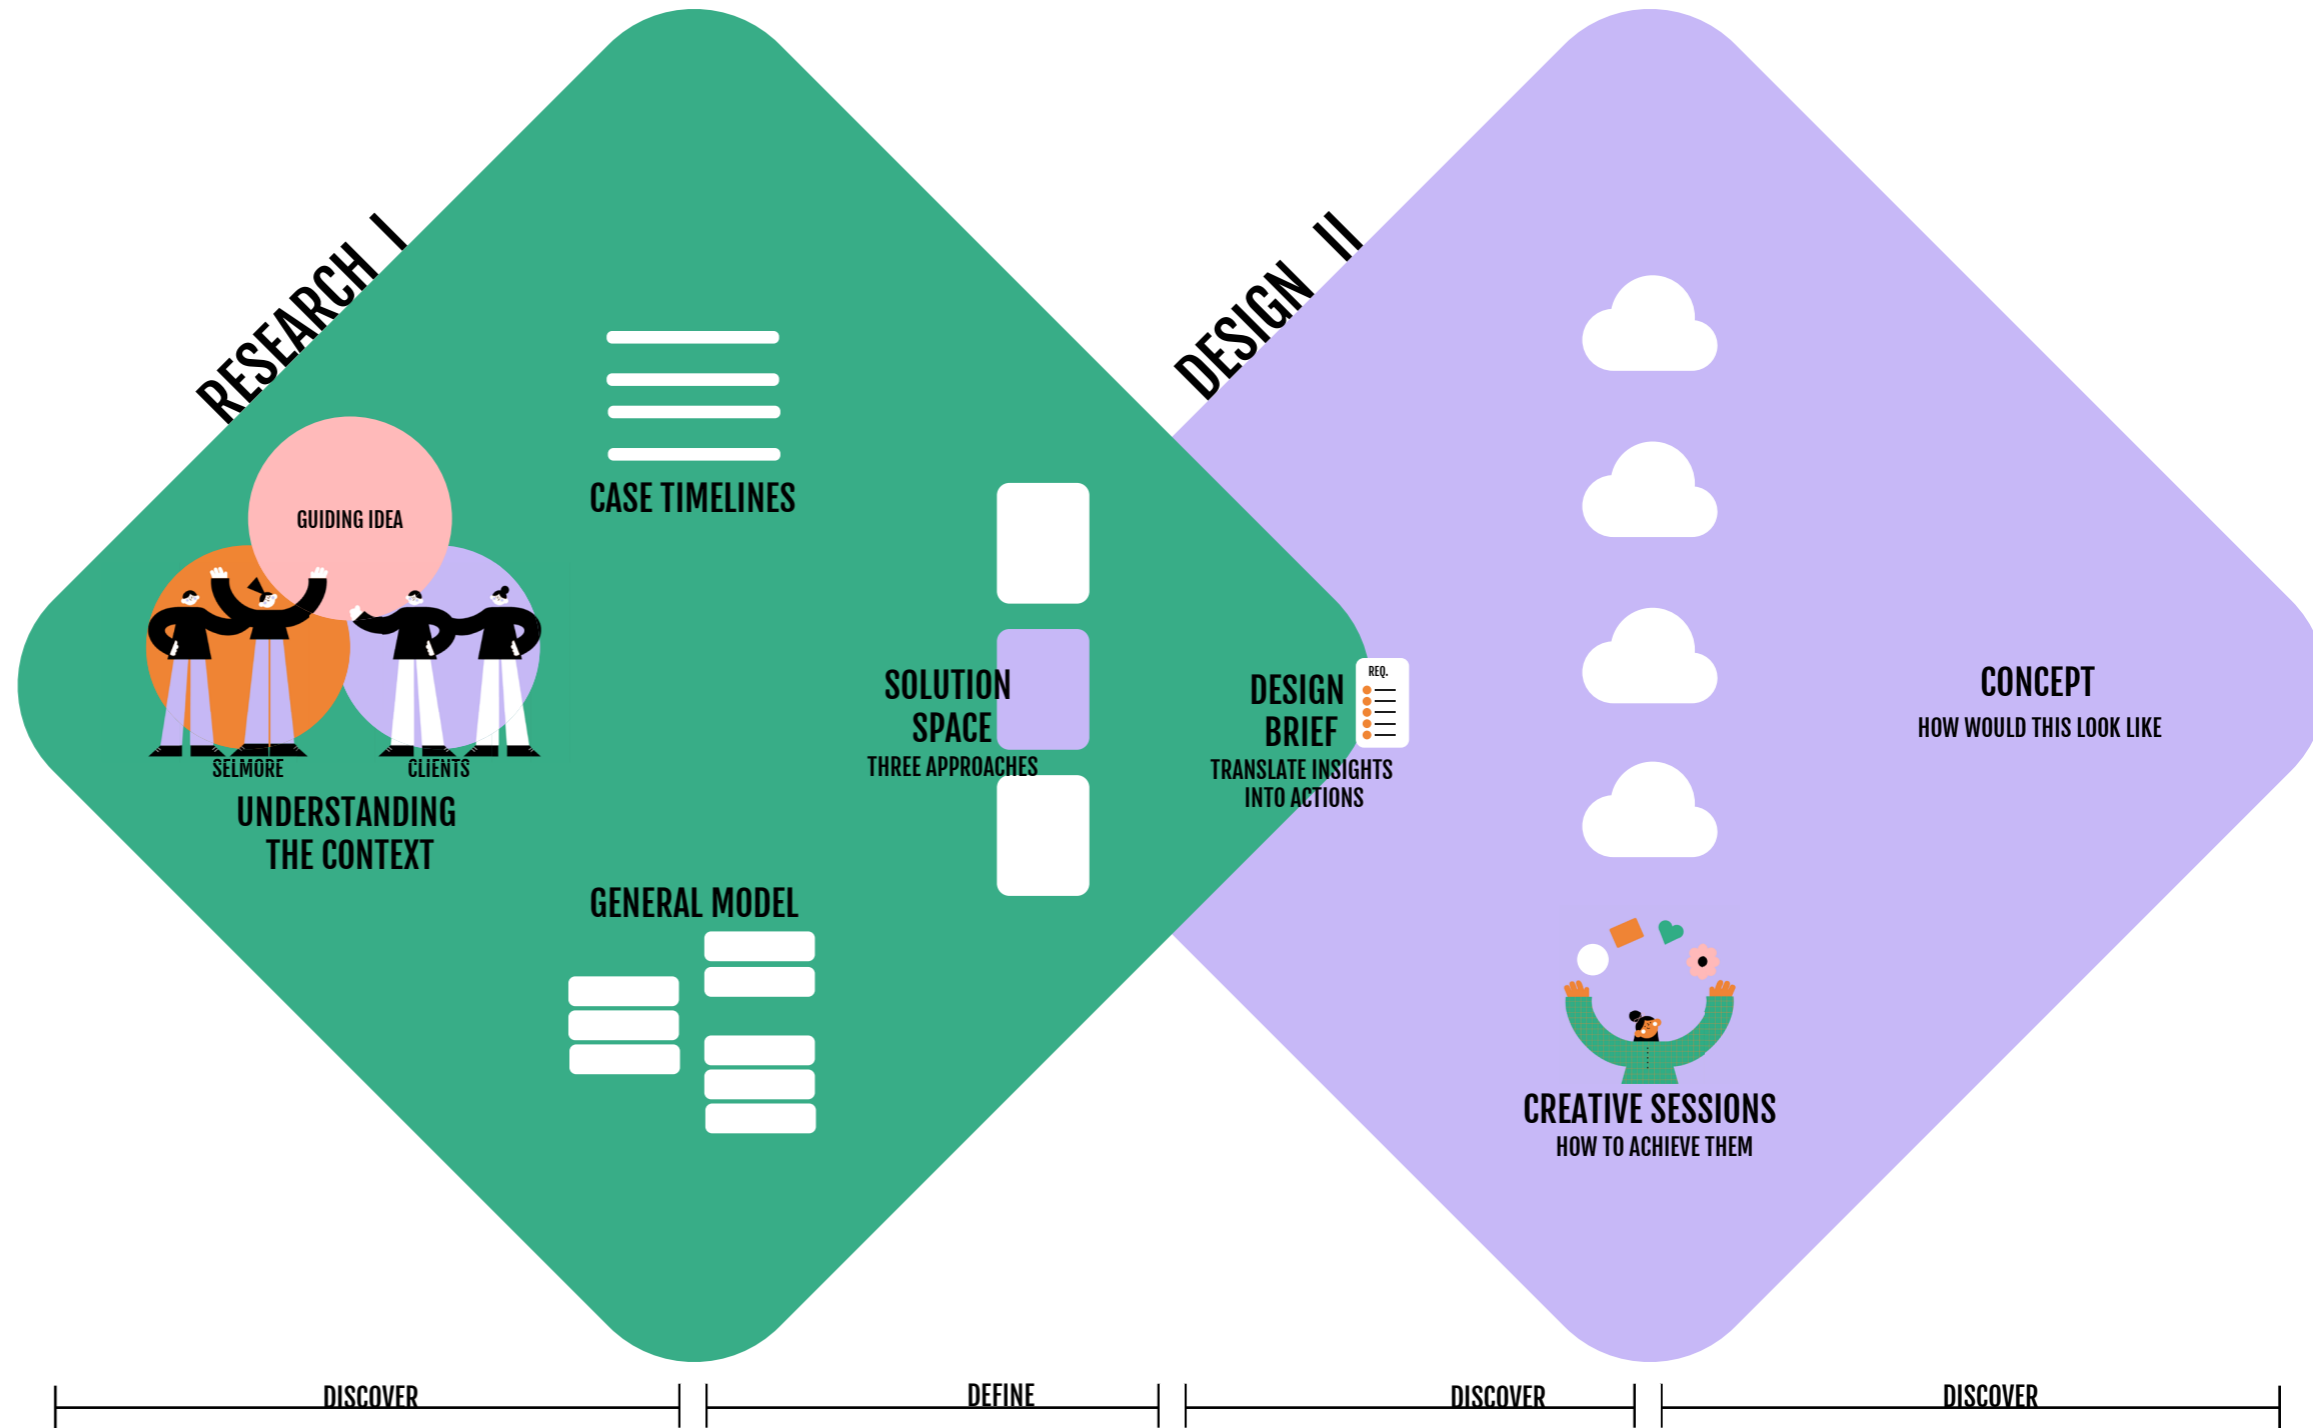 RESEARCH I
GUIDING IDEA
SELMORE
CLIENTS
UNDERSTANDING
THE CONTEXT
CASE TIMELINES
GENERAL MODEL
SOLUTION
SPACE
THREE APPROACHES
DESIGN II
DESIGN
BRIEF
REQ.
TRANSLATE INSIGHTS
INTO ACTIONS
CREATIVE SESSIONS
HOW TO ACHIEVE THEM
CONCEPT
HOW WOULD THIS LOOK LIKE
DISCOVER
DEFINE
DISCOVER
DISCOVER